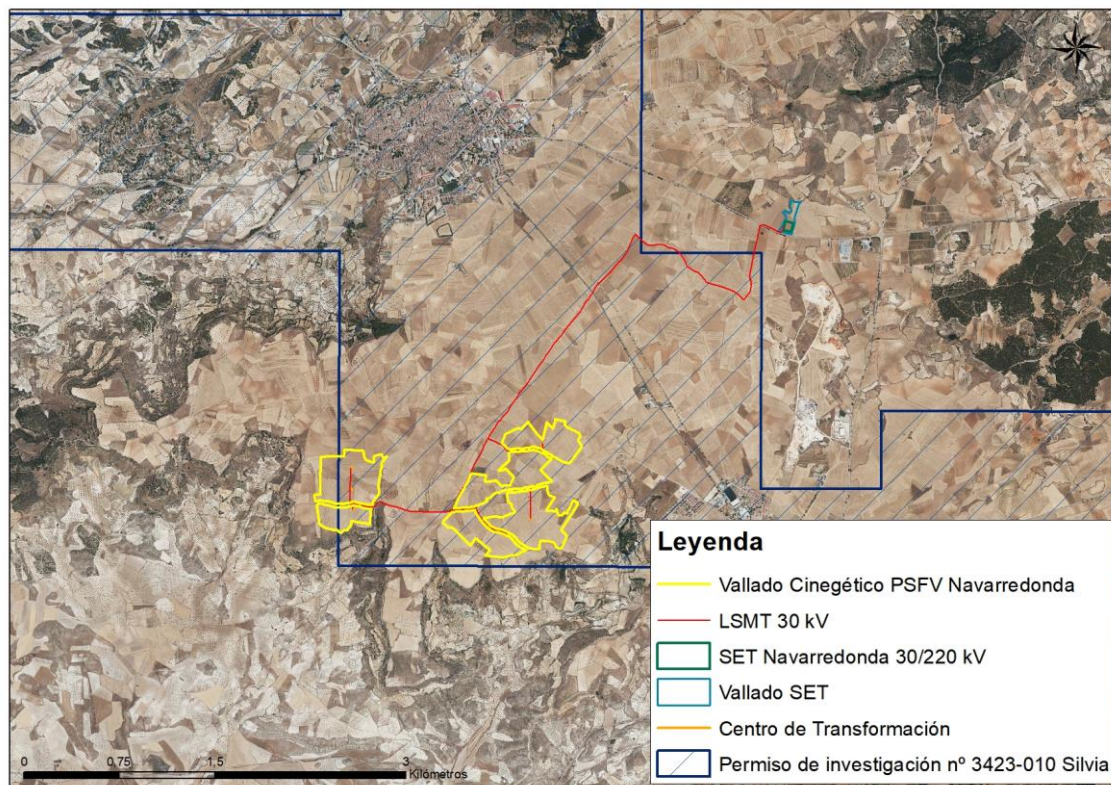 Leyenda
Vallado Cinegético PSFV Navarredonda
LSMT 30 kV
SET Navarredonda 30/220 kV
Vallado SET
Centro de Transformación
Permiso de investigación nº 3423-010 Silvia
0 0,75 1,5 3
Kilómetros